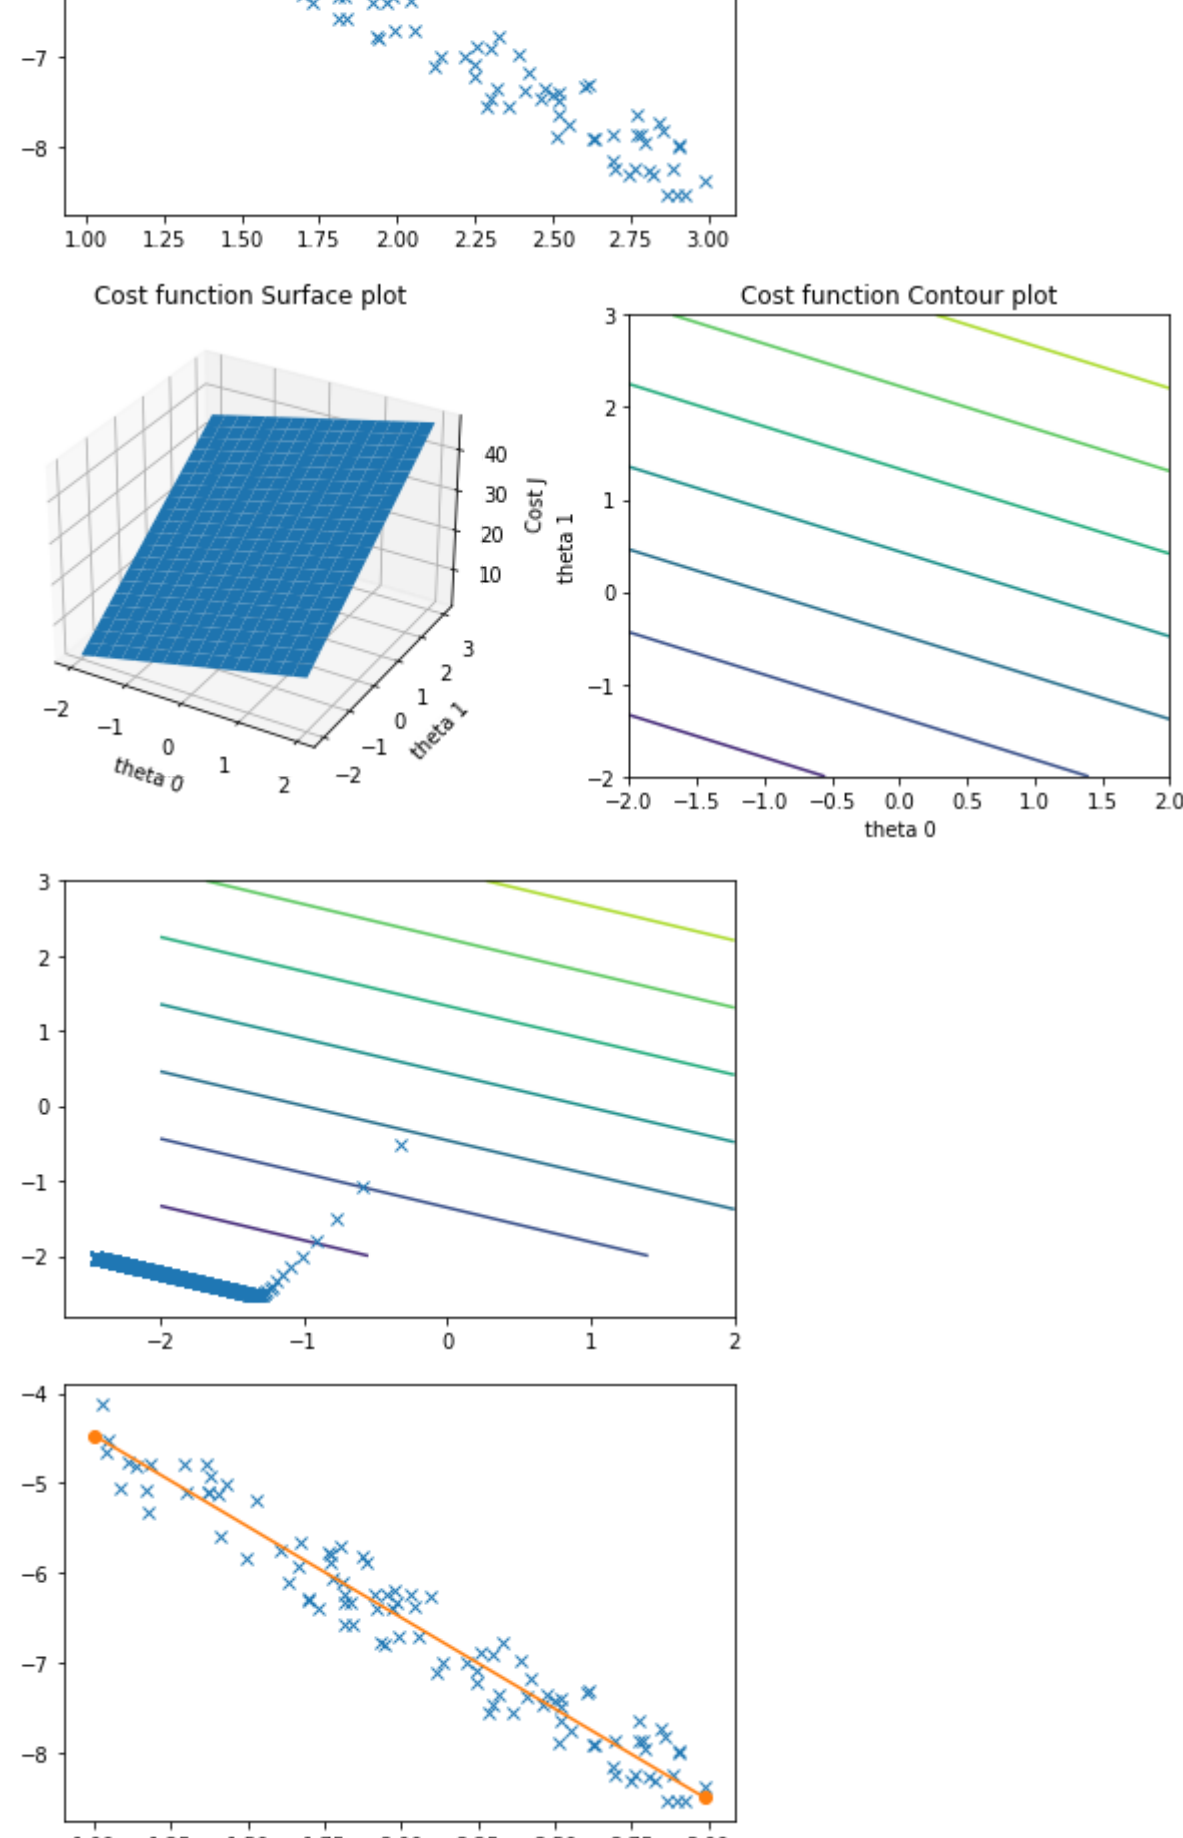 −7
−8
1.00 1.25 1.50 1.75 2.00 2.25 2.50 2.75 3.00
Cost function Surface plot
40
30
20
10
Cost J
−2 −1 0 1 2
theta 0
−2 −1 0 1 2 3
theta 1
Cost function Contour plot
3
2
1
0
−1
−2
theta 1
−2.0 −1.5 −1.0 −0.5 0.0 0.5 1.0 1.5 2.0
theta 0
3
2
1
0
−1
−2
−2 −1 0 1 2
−4
−5
−6
−7
−8